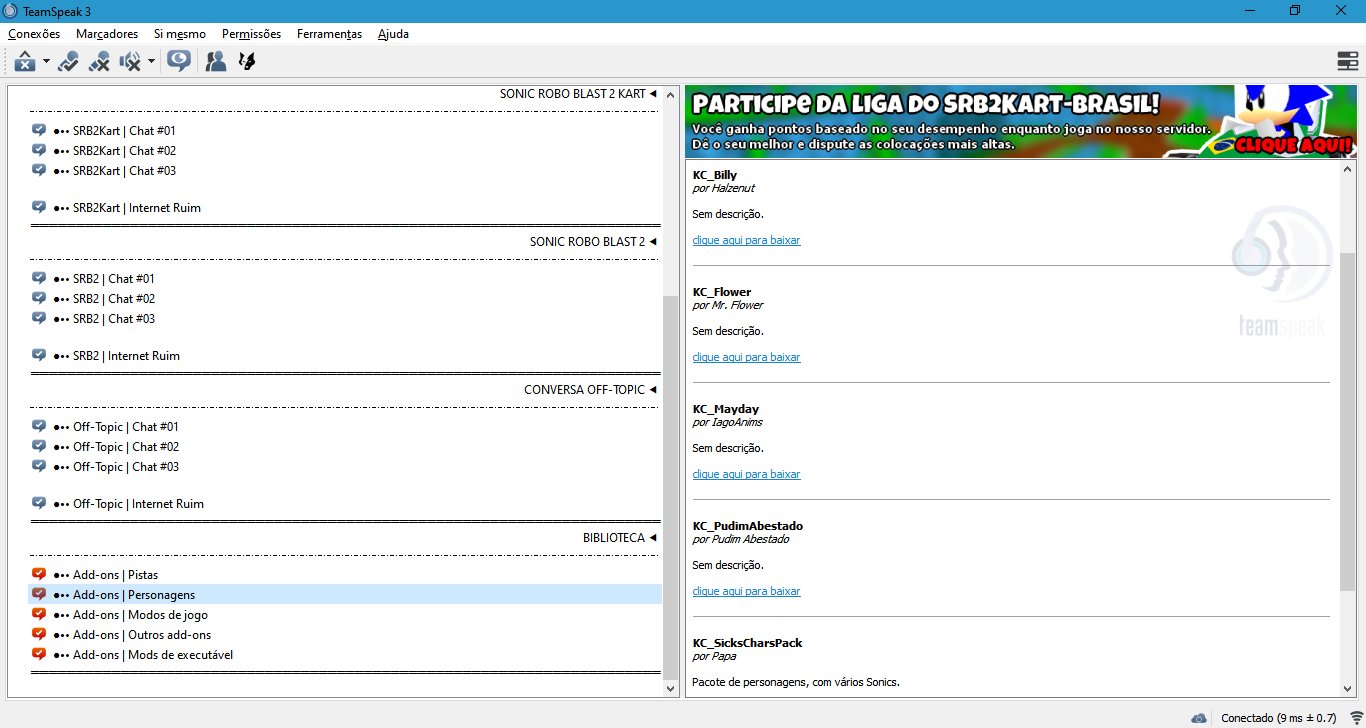 TeamSpeak 3
Conexões Marcadores Si mesmo Permissões Ferramentas Ajuda
SONIC ROBO BLAST 2 KART ◄
●•• SRB2Kart | Chat #01
●•• SRB2Kart | Chat #02
●•• SRB2Kart | Chat #03
●•• SRB2Kart | Internet Ruim
SONIC ROBO BLAST 2 ◄
●•• SRB2 | Chat #01
●•• SRB2 | Chat #02
●•• SRB2 | Chat #03
●•• SRB2 | Internet Ruim
CONVERSA OFF-TOPIC ◄
●•• Off-Topic | Chat #01
●•• Off-Topic | Chat #02
●•• Off-Topic | Chat #03
●•• Off-Topic | Internet Ruim
BIBLIOTECA ◄
●•• Add-ons | Pistas
●•• Add-ons | Personagens
●•• Add-ons | Modos de jogo
●•• Add-ons | Outros add-ons
●•• Add-ons | Mods de executável
PARTICIPE DA LIGA DO SRB2KART-BRASIL!
Você ganha pontos baseado no seu desempenho enquanto joga no nosso servidor.
Dê o seu melhor e dispute as colocações mais altas.
CLIQUE AQUI!
KC_Billy
por Halzenut
Sem descrição.
clique aqui para baixar
KC_Flower
por Mr. Flower
Sem descrição.
clique aqui para baixar
KC_Mayday
por IagoAnims
Sem descrição.
clique aqui para baixar
KC_PudimAbestado
por Pudim Abestado
Sem descrição.
clique aqui para baixar
KC_SicksCharsPack
por Papa
Pacote de personagens, com vários Sonics.
teamspeak
Conectado (9 ms ± 0.7)